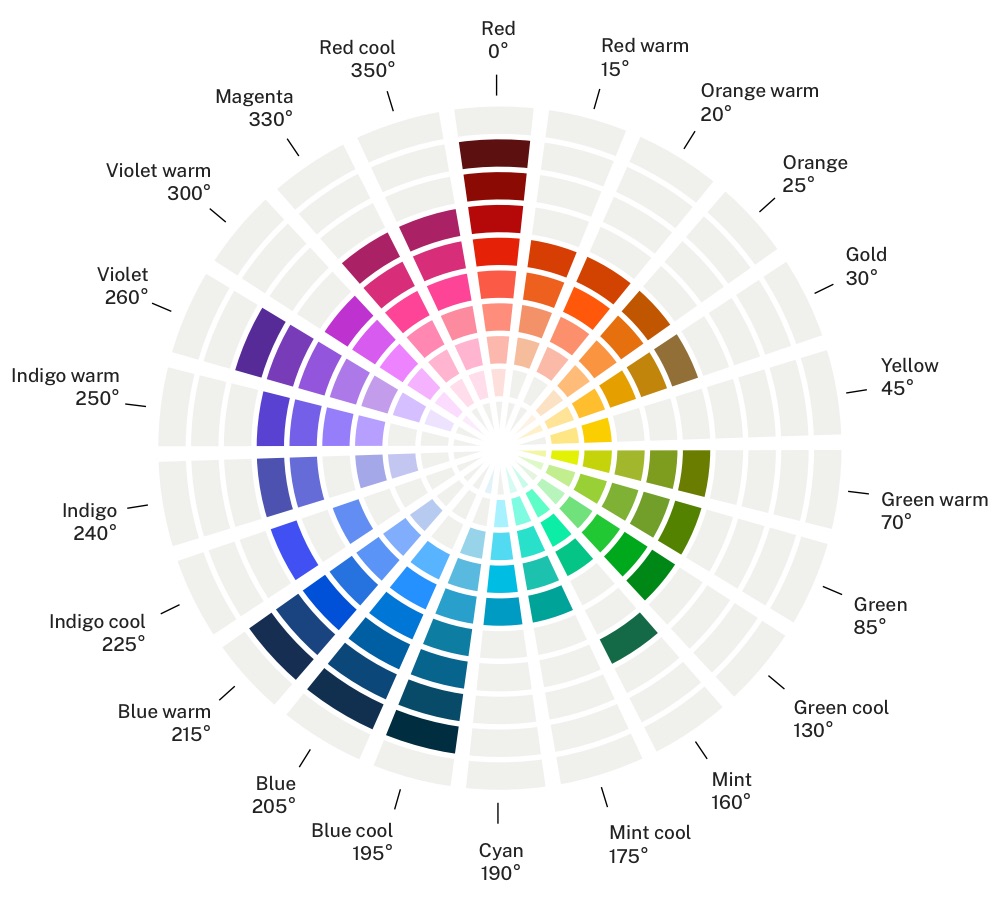 Red
0°
Red warm
15°
Orange warm
20°
Orange
25°
Gold
30°
Yellow
45°
Green warm
70°
Green
85°
Green cool
130°
Mint
160°
Mint cool
175°
Cyan
190°
Blue cool
195°
Blue
205°
Blue warm
215°
Indigo cool
225°
Indigo
240°
Indigo warm
250°
Violet
260°
Violet warm
300°
Magenta
330°
Red cool
350°